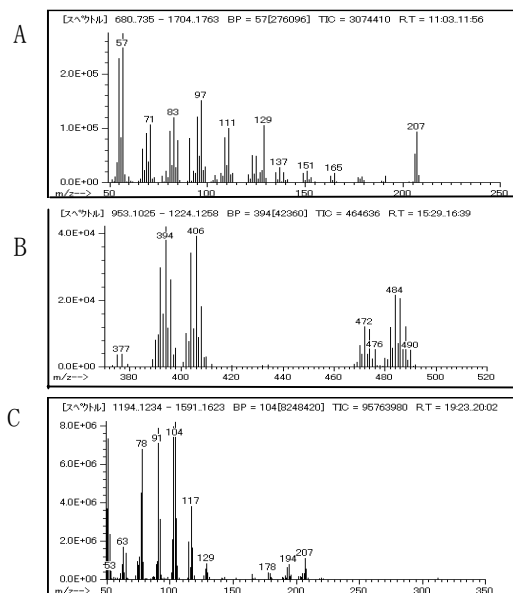 A
[ｽﾍﾟｸﾄﾙ] 680.735 - 1704.1763 BP = 57[276096] TIC = 3074410 R.T = 11:03.11:56
57
2.0E+05
97
83
129
71
111
207
1.0E+05
137
151
165
0.0E+00
50 100 150 200 250
m/z-->
B
[ｽﾍﾟｸﾄﾙ] 953.1025 - 1224.1258 BP = 394[42360] TIC = 464636 R.T = 15:29.16:39
4.0E+04
394
406
484
2.0E+04
472
476
490
377
0.0E+00
380 400 420 440 460 480 500 520
m/z-->
C
[ｽﾍﾟｸﾄﾙ] 1194.1234 - 1591.1623 BP = 104[8248420] TIC = 95763980 R.T = 19:23.20:02
8.0E+06
104
91
78
6.0E+06
4.0E+06
117
2.0E+06
63
207
194
129
178
53
0.0E+00
50 100 150 200 250 300 350
m/z-->